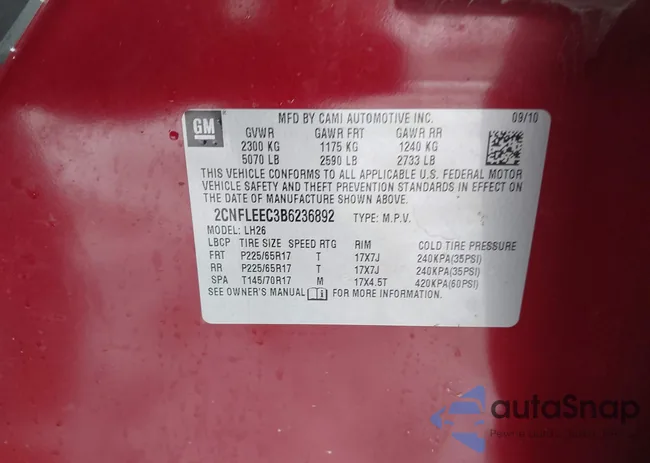 GM
MFD BY CAMI AUTOMOTIVE INC. 09/10
GVWR GAWR FRT GAWR RR
2300 KG 1175 KG 1240 KG
5070 LB 2590 LB 2733 LB
THIS VEHICLE CONFORMS TO ALL APPLICABLE U.S. FEDERAL MOTOR
VEHICLE SAFETY AND THEFT PREVENTION STANDARDS IN EFFECT ON
THE DATE OF MANUFACTURE SHOWN ABOVE.
2CNFLEEC3B6236892 TYPE: M.P.V.
MODEL: LH26
LBCP TIRE SIZE SPEED RTG RIM COLD TIRE PRESSURE
FRT P225/65R17 T 17X7J 240KPA(35PSI)
RR P225/65R17 T 17X7J 240KPA(35PSI)
SPA T145/70R17 M 17X4.5T 420KPA(60PSI)
SEE OWNER'S MANUAL FOR MORE INFORMATION.
autaSnap